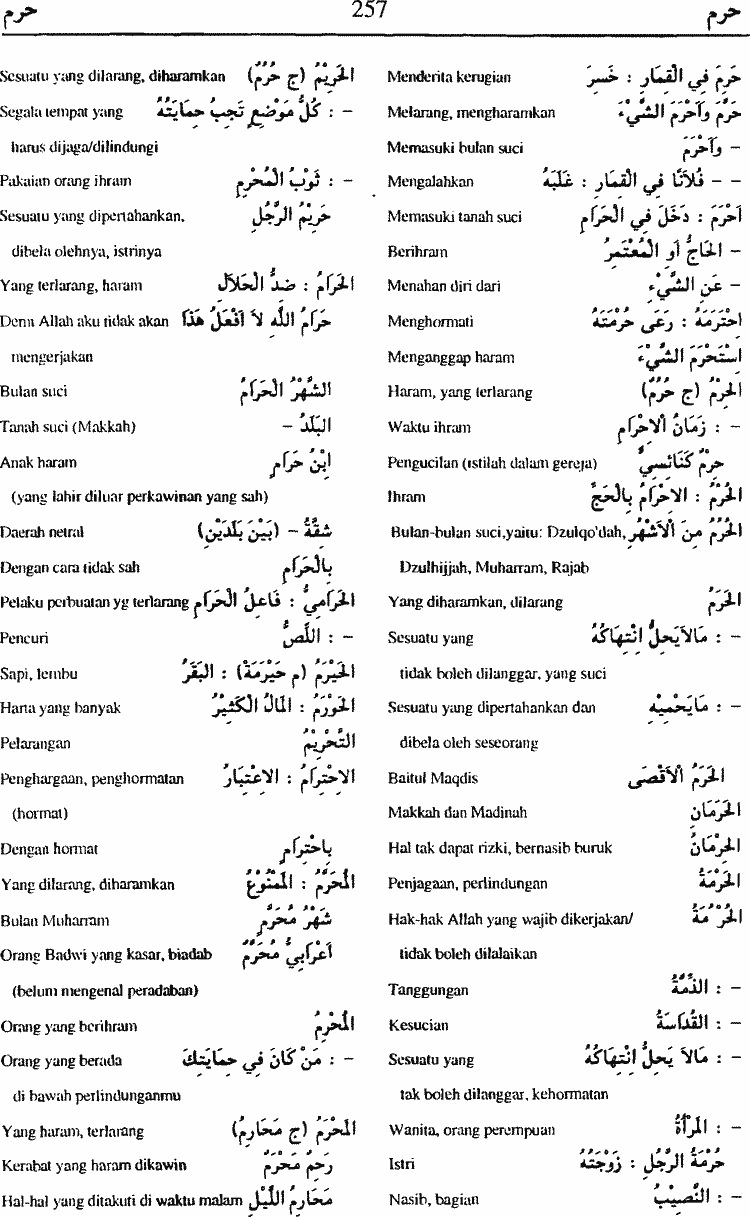 حرم 257 حرم
حَرِمَ فِي الْقِمَارِ : خَسِرَ Menderita kerugian
حَرَّمَ وَأَحْرَمَ الشَّيْءَ Melarang, mengharamkan
– وَأَحْرَمَ Memasuki bulan suci
– – فُلاَنًا فِي الْقِمَارِ : غَلَبَهُ Mengalahkan
أَحْرَمَ : دَخَلَ فِي الْحَرَامِ Memasuki tanah suci
– الْحَاجُّ أَوِ الْمُعْتَمِرُ Berihram
– عَنِ الشَّيْءِ Menahan diri dari
احْتَرَمَهُ : رَعَى حُرْمَتَهُ Menghormati
اسْتَحْرَمَ الشَّيْءَ Menganggap haram
الْحِرْمُ (ج حُرُمٌ) Haram, yang terlarang
– : زَمَانُ الْاِحْرَامِ Waktu ihram
حِرْمٌ كَنَائِسِيٌّ Pengucilan (istilah dalam gereja)
الْحُرْمُ : الاِحْرَامُ بِالْحَجِّ Ihram
الْحُرُمُ مِنَ الْأَشْهُرِ Bulan-bulan suci,yaitu: Dzulqo'dah,
Dzulhijjah, Muharram, Rajab
الْحَرَمُ Yang diharamkan, dilarang
– : مَالاَيَحِلُّ انْتِهَاكُهُ Sesuatu yang
tidak boleh dilanggar, yang suci
– : مَايَحْمِيْهِ Sesuatu yang dipertahankan dan
dibela oleh seseorang
الْحَرَمُ الْأَقْصَى Baitul Maqdis
الْحَرَمَانِ Makkah dan Madinah
الْحِرْمَانُ Hal tak dapat rizki, bernasib buruk
الْحَرْمَةُ Penjagaan, perlindungan
الْحُرْمَةُ Hak-hak Allah yang wajib dikerjakan/
tidak boleh dilalaikan
– : الذِّمَّةُ Tanggungan
– : الْقَدَاسَةُ Kesucian
– : مَالاَ يَحِلُّ انْتِهَاكُهُ Sesuatu yang
tak boleh dilanggar, kehormatan
– : الْمَرْأَةُ Wanita, orang perempuan
حُرْمَةُ الرَّجُلِ : زَوْجَتُهُ Istri
– : النَّصِيْبُ Nasib, bagian
الْحَرِيْمُ (ج حُرُمٌ) Sesuatu yang dilarang, diharamkan
– : كُلُّ مَوْضِعٍ تَجِبُ حِمَايَتُهُ Segala tempat yang
harus dijaga/dilindungi
– : ثَوْبُ الْمُحْرِمِ Pakaian orang ihram
حَرِيْمُ الرَّجُلِ Sesuatu yang dipertahankan,
dibela olehnya, istrinya
الْحَرَامُ : ضِدُّ الْحَلاَلِ Yang terlarang, haram
حَرَامُ اللّٰهِ لاَ أَفْعَلُ هَذَا Demi Allah aku tidak akan
mengerjakan
الشَّهْرُ الْحَرَامُ Bulan suci
الْبَلَدُ – Tanah suci (Makkah)
ابْنُ حَرَامٍ Anak haram
(yang lahir diluar perkawinan yang sah)
شُقَّةُ – (بَيْنَ بَلَدَيْنِ) Daerah netral
بِالْحَرَامِ Dengan cara tidak sah
الْحَرَامِيُّ : فَاعِلُ الْحَرَامِ Pelaku perbuatan yg terlarang
– : اللِّصُّ Pencuri
الْحَيْرَمُ (م حَيْرَمَةٌ) : الْبَقَرُ Sapi, lembu
الْحَوْرَمُ : الْمَالُ الْكَثِيْرُ Harta yang banyak
التَّحْرِيْمُ Pelarangan
الاِحْتِرَامُ : الاِعْتِبَارُ Penghargaan, penghormatan
(hormat)
بِاحْتِرَامٍ Dengan hormat
الْمُحَرَّمُ : الْمَمْنُوْعُ Yang dilarang, diharamkan
شَهْرُ مُحَرَّمٍ Bulan Muharram
أَعْرَابِيٌّ مُحَرَّمٌ Orang Badwi yang kasar, biadab
(belum mengenal peradaban)
الْمُحْرِمُ Orang yang berihram
– : مَنْ كَانَ فِي حِمَايَتِكَ Orang yang berada
di bawah perlindunganmu
الْمَحْرَمُ (ج مَحَارِمُ) Yang haram, terlarang
رَحِمٌ مَحْرَمٌ Kerabat yang haram dikawin
مَحَارِمُ اللَّيْلِ Hal-hal yang ditakuti di waktu malam